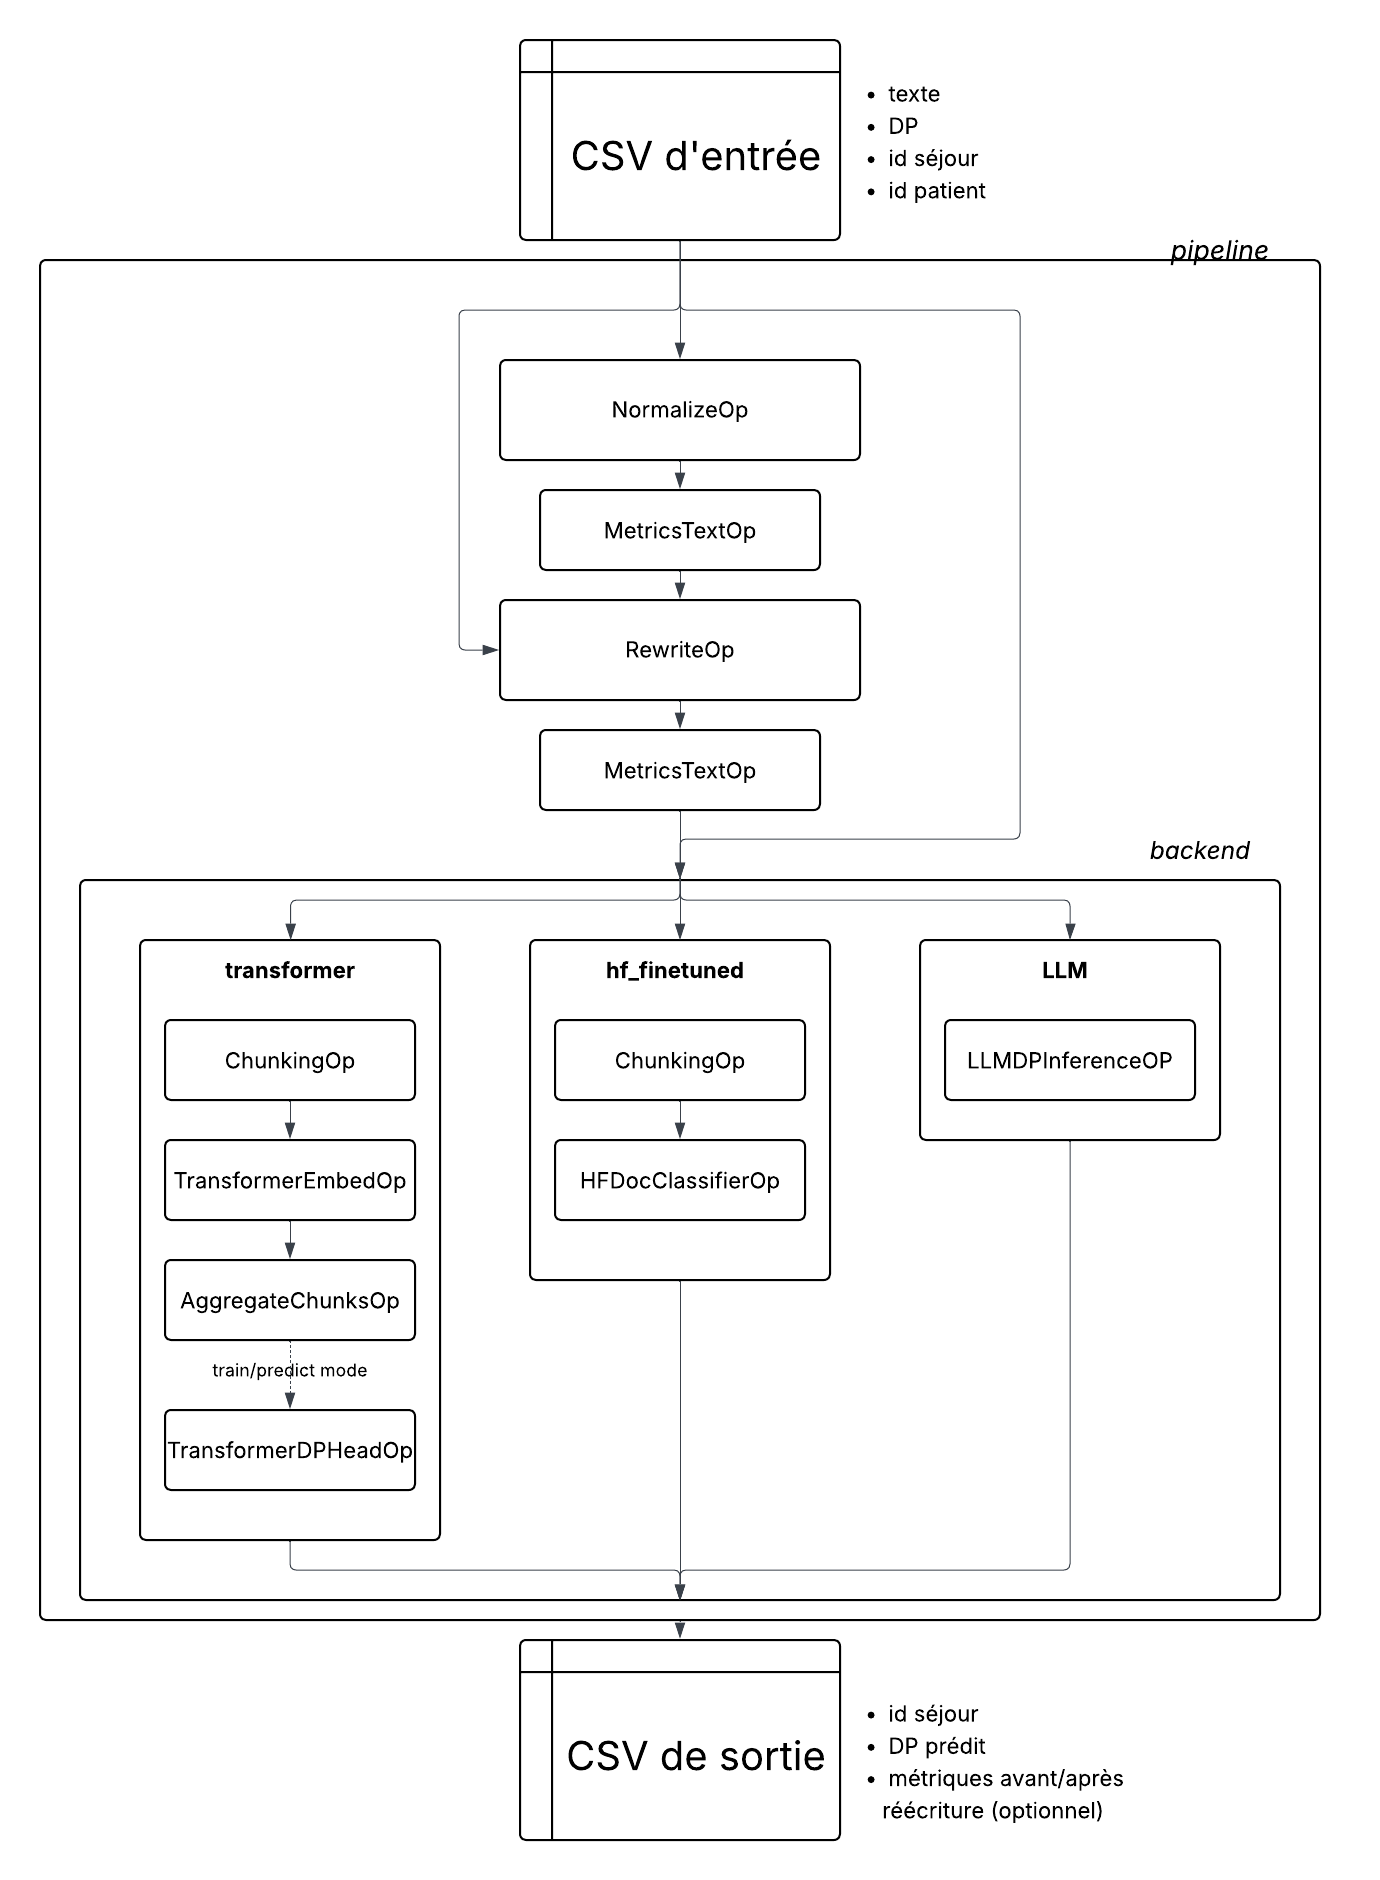 CSV d'entrée
• texte
• DP
• id séjour
• id patient
pipeline
NormalizeOp
MetricsTextOp
RewriteOp
MetricsTextOp
backend
transformer
ChunkingOp
TransformerEmbedOp
AggregateChunksOp
train/predict mode
TransformerDPHeadOp
hf_finetuned
ChunkingOp
HFDocClassifierOp
LLM
LLMDPInferenceOP
CSV de sortie
• id séjour
• DP prédit
• métriques avant/après
réécriture (optionnel)